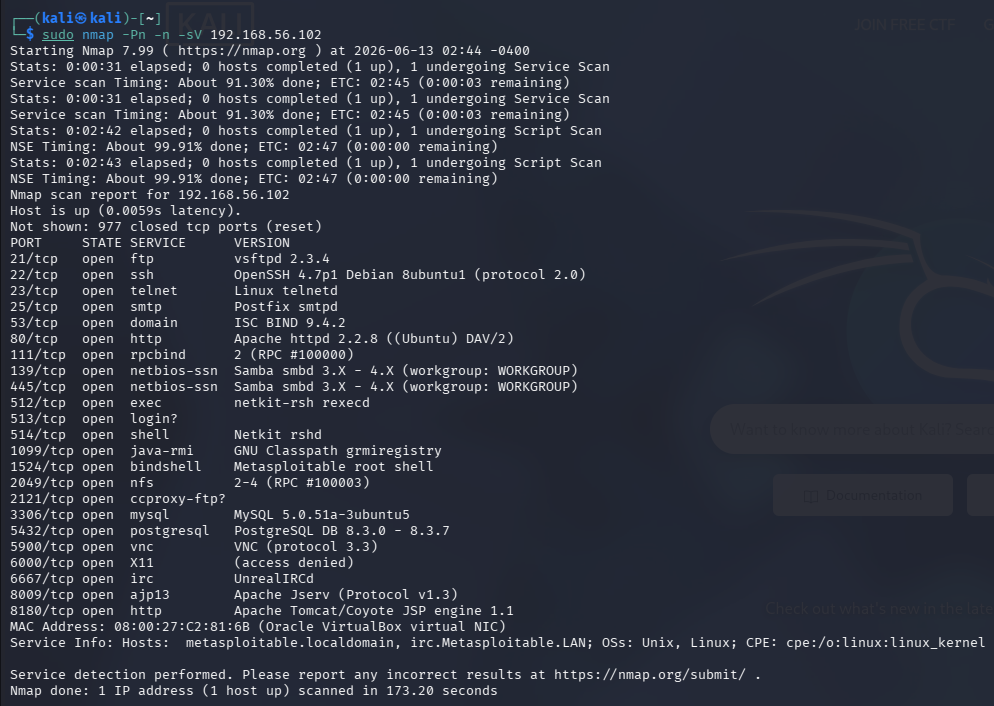 KALI
JOIN FREE CTF
┌──(kali㉿kali)-[~]
└─$ sudo nmap -Pn -n -sV 192.168.56.102
Starting Nmap 7.99 ( https://nmap.org ) at 2026-06-13 02:44 -0400
Stats: 0:00:31 elapsed; 0 hosts completed (1 up), 1 undergoing Service Scan
Service scan Timing: About 91.30% done; ETC: 02:45 (0:00:03 remaining)
Stats: 0:00:31 elapsed; 0 hosts completed (1 up), 1 undergoing Service Scan
Service scan Timing: About 91.30% done; ETC: 02:45 (0:00:03 remaining)
Stats: 0:02:42 elapsed; 0 hosts completed (1 up), 1 undergoing Script Scan
NSE Timing: About 99.91% done; ETC: 02:47 (0:00:00 remaining)
Stats: 0:02:43 elapsed; 0 hosts completed (1 up), 1 undergoing Script Scan
NSE Timing: About 99.91% done; ETC: 02:47 (0:00:00 remaining)
Nmap scan report for 192.168.56.102
Host is up (0.0059s latency).
Not shown: 977 closed tcp ports (reset)
PORT     STATE SERVICE      VERSION
21/tcp   open  ftp          vsftpd 2.3.4
22/tcp   open  ssh          OpenSSH 4.7p1 Debian 8ubuntu1 (protocol 2.0)
23/tcp   open  telnet       Linux telnetd
25/tcp   open  smtp         Postfix smtpd
53/tcp   open  domain       ISC BIND 9.4.2
80/tcp   open  http         Apache httpd 2.2.8 ((Ubuntu) DAV/2)
111/tcp  open  rpcbind      2 (RPC #100000)
139/tcp  open  netbios-ssn  Samba smbd 3.X - 4.X (workgroup: WORKGROUP)
445/tcp  open  netbios-ssn  Samba smbd 3.X - 4.X (workgroup: WORKGROUP)
512/tcp  open  exec         netkit-rsh rexecd
513/tcp  open  login?
514/tcp  open  shell        Netkit rshd
1099/tcp open  java-rmi     GNU Classpath grmiregistry
1524/tcp open  bindshell    Metasploitable root shell
2049/tcp open  nfs          2-4 (RPC #100003)
2121/tcp open  ccproxy-ftp?
3306/tcp open  mysql        MySQL 5.0.51a-3ubuntu5
5432/tcp open  postgresql   PostgreSQL DB 8.3.0 - 8.3.7
5900/tcp open  vnc          VNC (protocol 3.3)
6000/tcp open  X11          (access denied)
6667/tcp open  irc          UnrealIRCd
8009/tcp open  ajp13        Apache Jserv (Protocol v1.3)
8180/tcp open  http         Apache Tomcat/Coyote JSP engine 1.1
MAC Address: 08:00:27:C2:81:6B (Oracle VirtualBox virtual NIC)
Service Info: Hosts:  metasploitable.localdomain, irc.Metasploitable.LAN; OSs: Unix, Linux; CPE: cpe:/o:linux:linux_kernel
Service detection performed. Please report any incorrect results at https://nmap.org/submit/ .
Nmap done: 1 IP address (1 host up) scanned in 173.20 seconds
Want to know more about Kali?
Documentation
Check out what's new in the